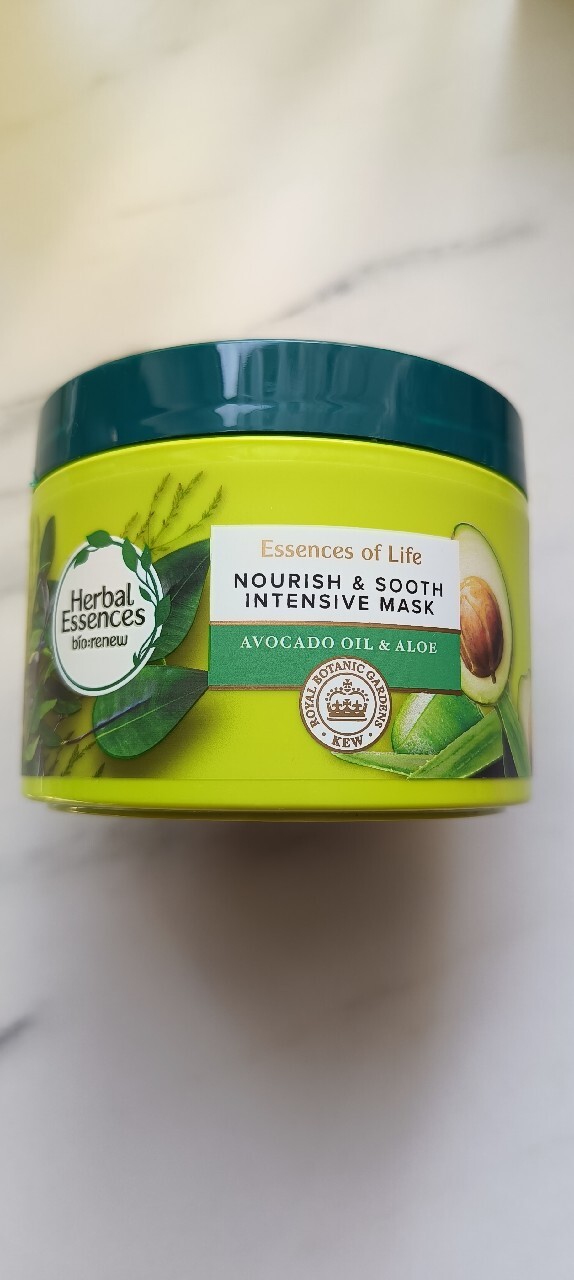 Herbal
Essences
bio:renew
Essences of Life
NOURISH & SOOTH
INTENSIVE MASK
AVOCADO OIL & ALOE
ROYAL BOTANIC GARDENS
KEW